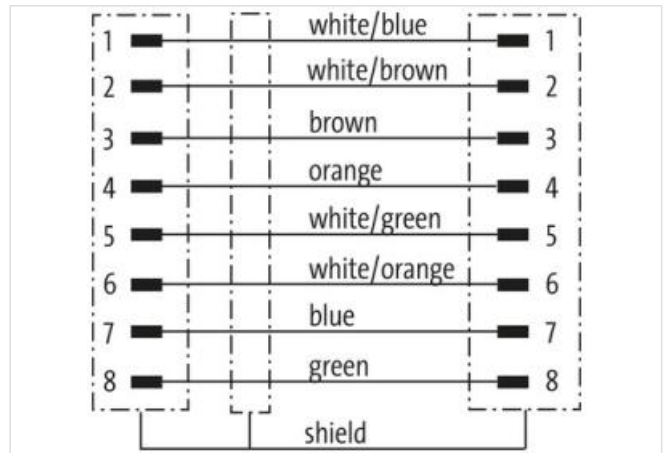 1 white/blue 1
2 white/brown 2
3 brown 3
4 orange 4
5 white/green 5
6 white/orange 6
7 blue 7
8 green 8
shield